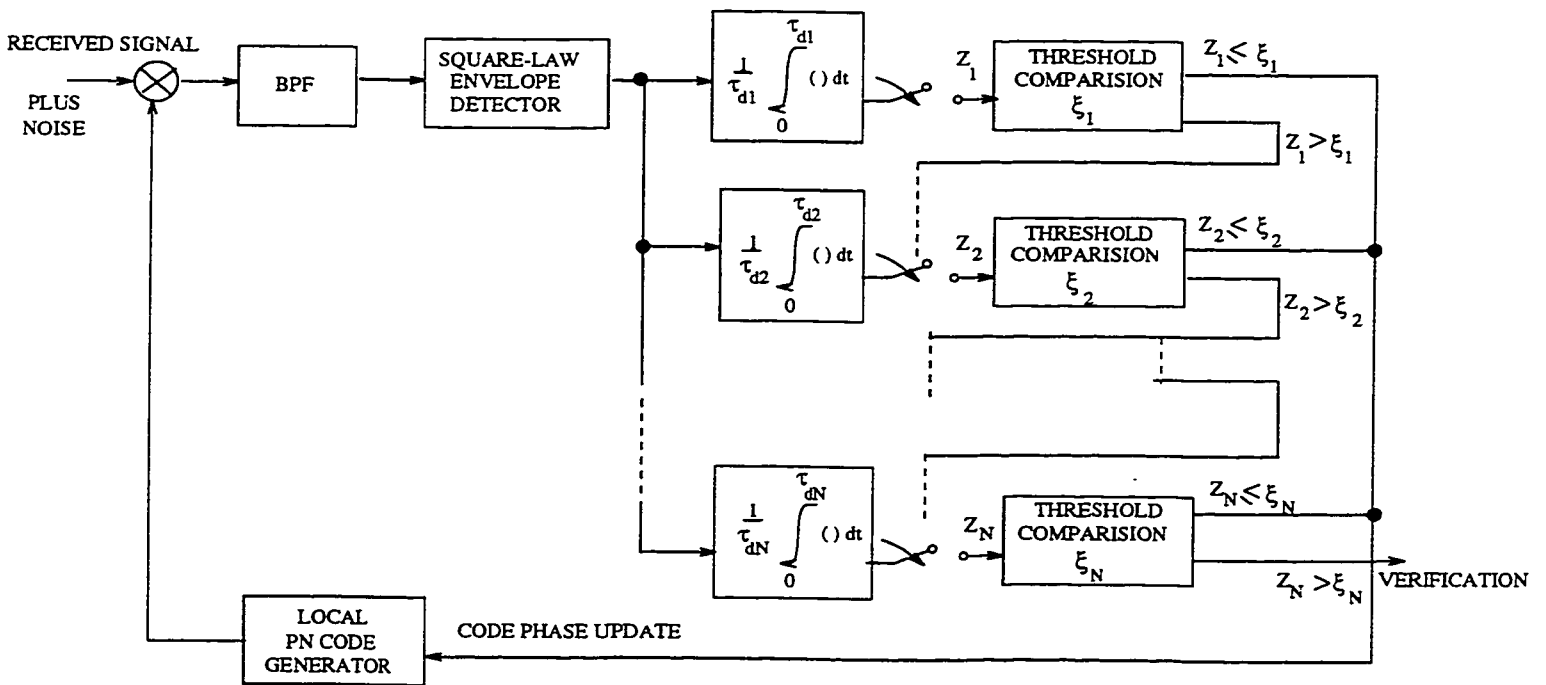 RECEIVED SIGNAL
PLUS
NOISE
BPF
SQUARE-LAW
ENVELOPE
DETECTOR
1/τd1 ∫ τd1 0 ( ) dt
Z1
THRESHOLD
COMPARISION
ξ1
Z1 ≤ ξ1
Z1 > ξ1
1/τd2 ∫ τd2 0 ( ) dt
Z2
THRESHOLD
COMPARISION
ξ2
Z2 ≤ ξ2
Z2 > ξ2
1/τdN ∫ τdN 0 ( ) dt
ZN
THRESHOLD
COMPARISION
ξN
ZN ≤ ξN
ZN > ξN
VERIFICATION
LOCAL
PN CODE
GENERATOR
CODE PHASE UPDATE